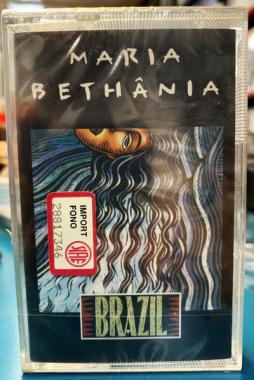 MARIA
BETHÂNIA
IMPORT
FONO
28817346
BRAZIL